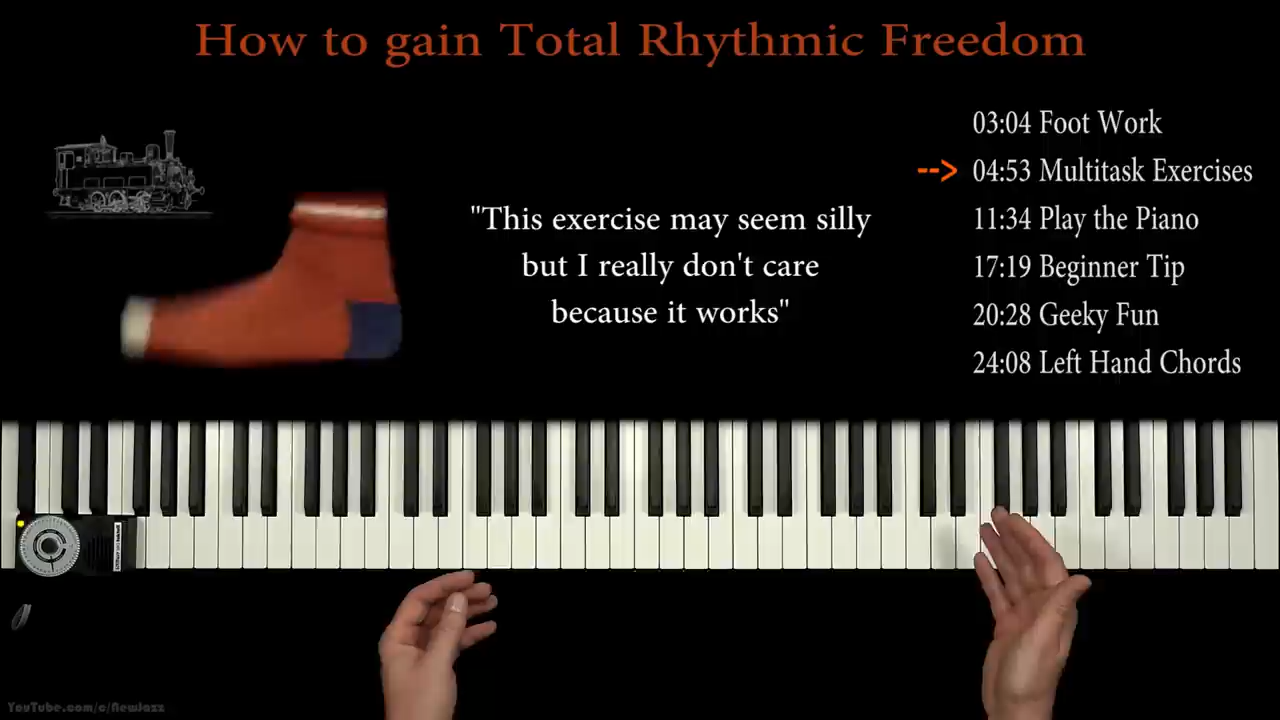 How to gain Total Rhythmic Freedom
03:04 Foot Work
--> 04:53 Multitask Exercises
11:34 Play the Piano
17:19 Beginner Tip
20:28 Geeky Fun
24:08 Left Hand Chords
"This exercise may seem silly
but I really don't care
because it works"
YouTube.com/c/NewJazz